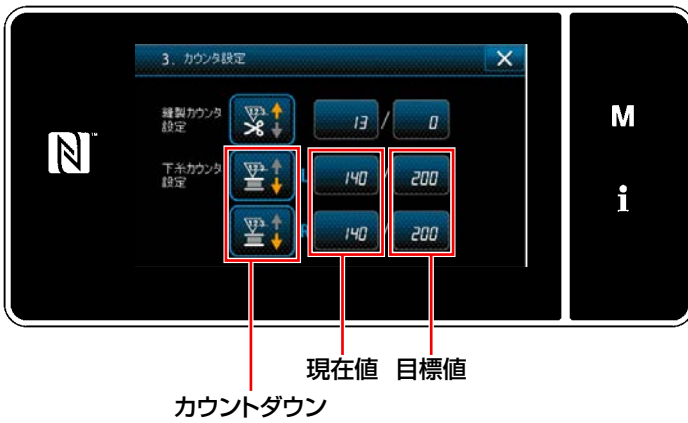 3. カウンタ設定
縫製カウンタ
設定
13 / 0
下糸カウンタ
設定
L 140 / 200
R 140 / 200
M
i
現在値 目標値
カウントダウン